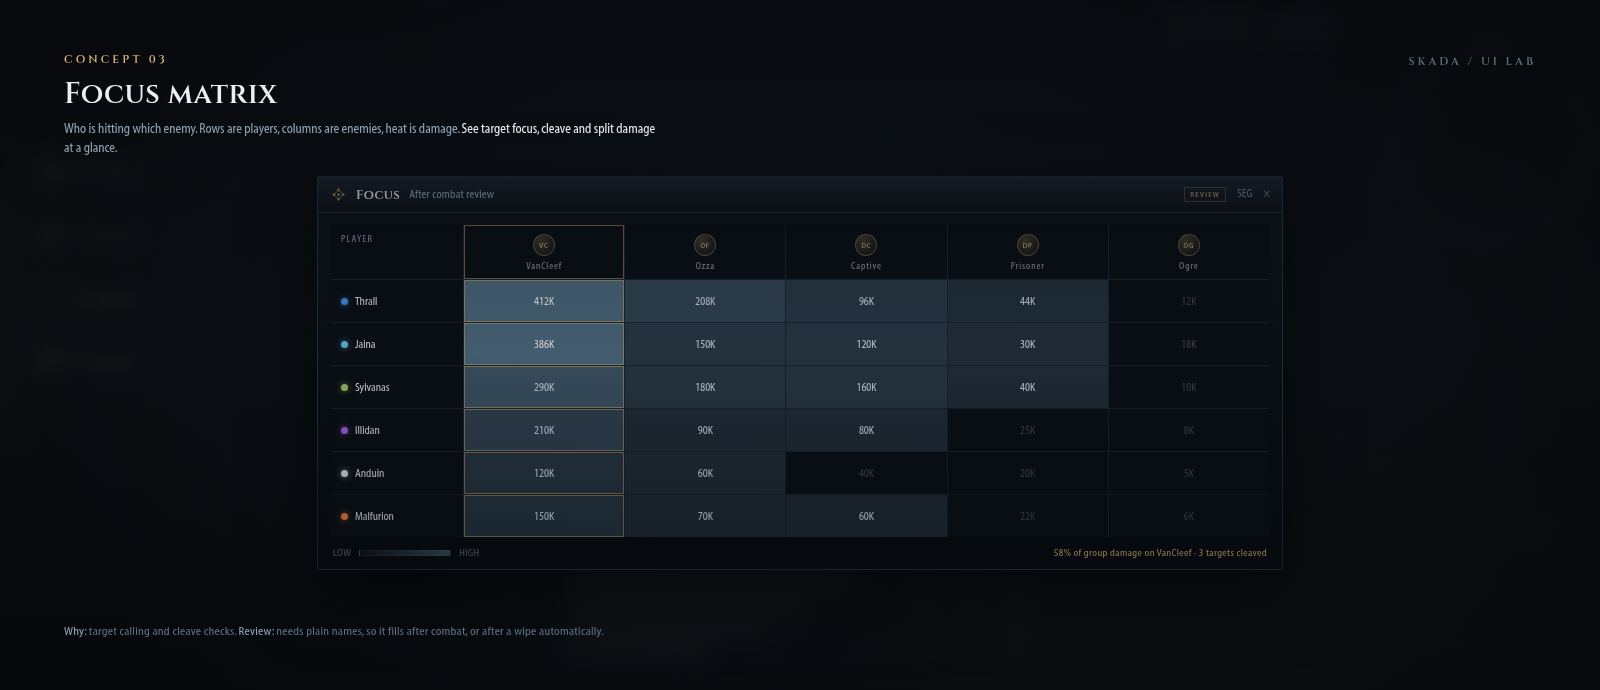 CONCEPT 03
SKADA / UI LAB
Focus matrix
Who is hitting which enemy. Rows are players, columns are enemies, heat is damage. See target focus, cleave and split damage
at a glance.
Focus After combat review REVIEW SEG ×
PLAYER VC OF DC DP OG
VanCleef Ozza Captive Prisoner Ogre
Thrall 412K 208K 96K 44K 12K
Jaina 386K 150K 120K 30K 18K
Sylvanas 290K 180K 160K 40K 10K
Illidan 210K 90K 80K 25K 8K
Anduin 120K 60K 40K 20K 5K
Malfurion 150K 70K 60K 22K 6K
LOW HIGH 58% of group damage on VanCleef · 3 targets cleaved
Why: target calling and cleave checks. Review: needs plain names, so it fills after combat, or after a wipe automatically.